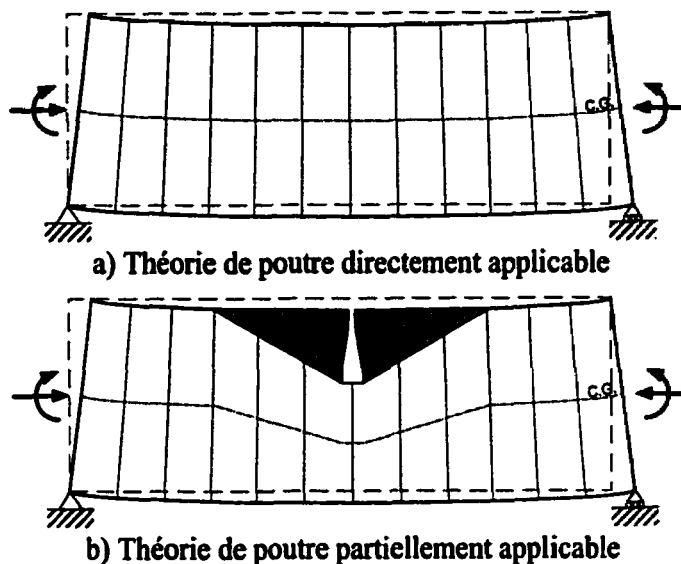 C.G.
a) Théorie de poutre directement applicable
C.G.
b) Théorie de poutre partiellement applicable